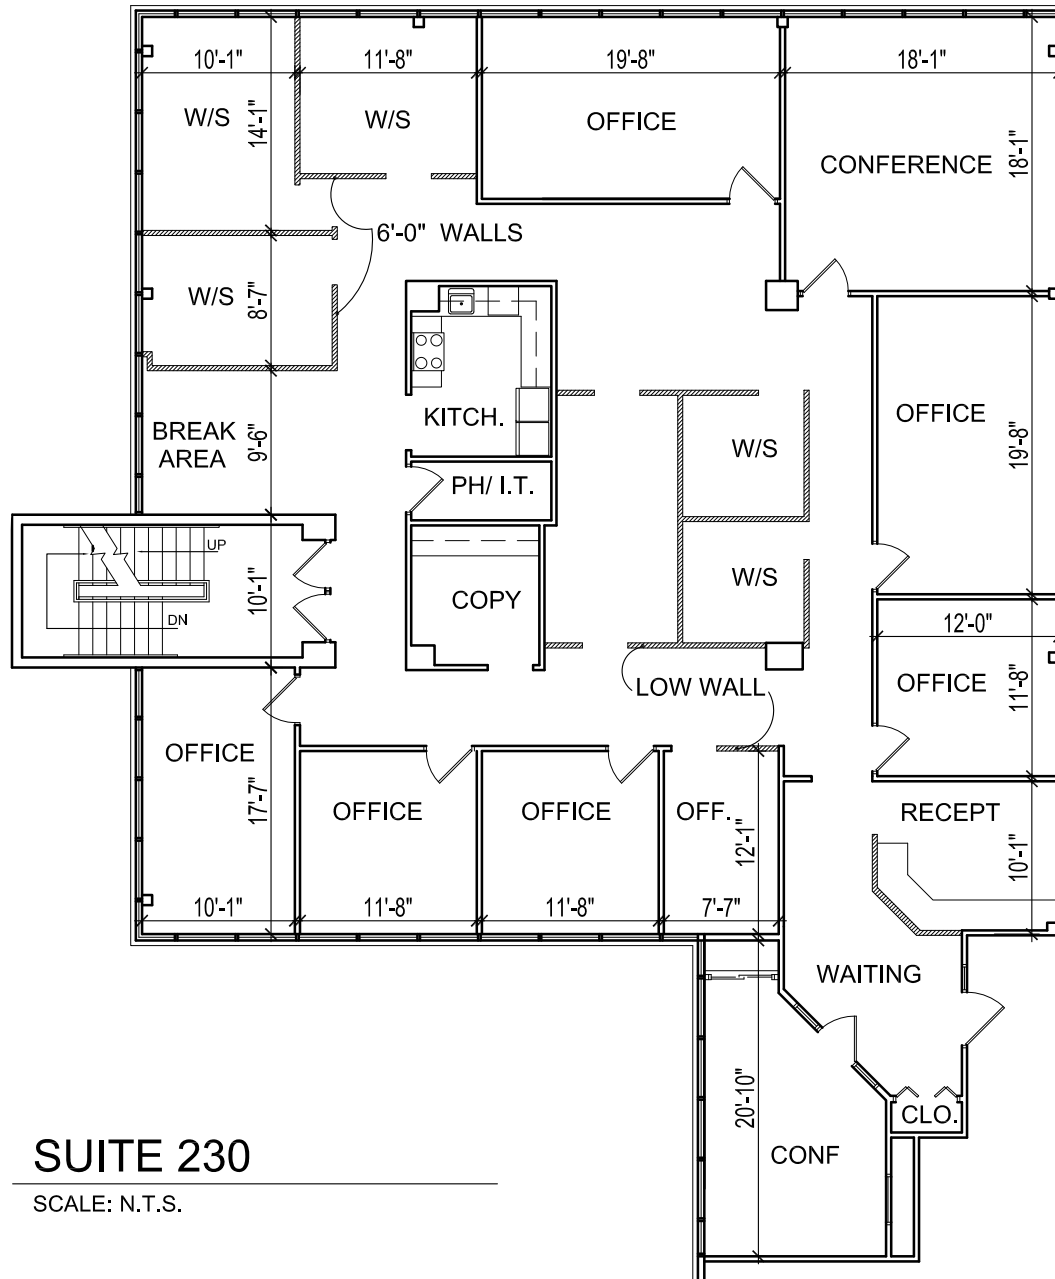 10'-1"
11'-8"
19'-8"
18'-1"
W/S
14'-1"
W/S
OFFICE
CONFERENCE
18'-1"
6'-0" WALLS
W/S
8'-7"
BREAK
AREA
9'-6"
KITCH.
OFFICE
19'-8"
W/S
PH/ I.T.
UP
DN
10'-1"
COPY
W/S
12'-0"
OFFICE
11'-8"
LOW WALL
OFFICE
17'-7"
OFFICE
OFFICE
OFF.
12'-1"
RECEPT
10'-1"
10'-1"
11'-8"
11'-8"
7'-7"
WAITING
20'-10"
CLO.
CONF
SUITE 230
SCALE: N.T.S.